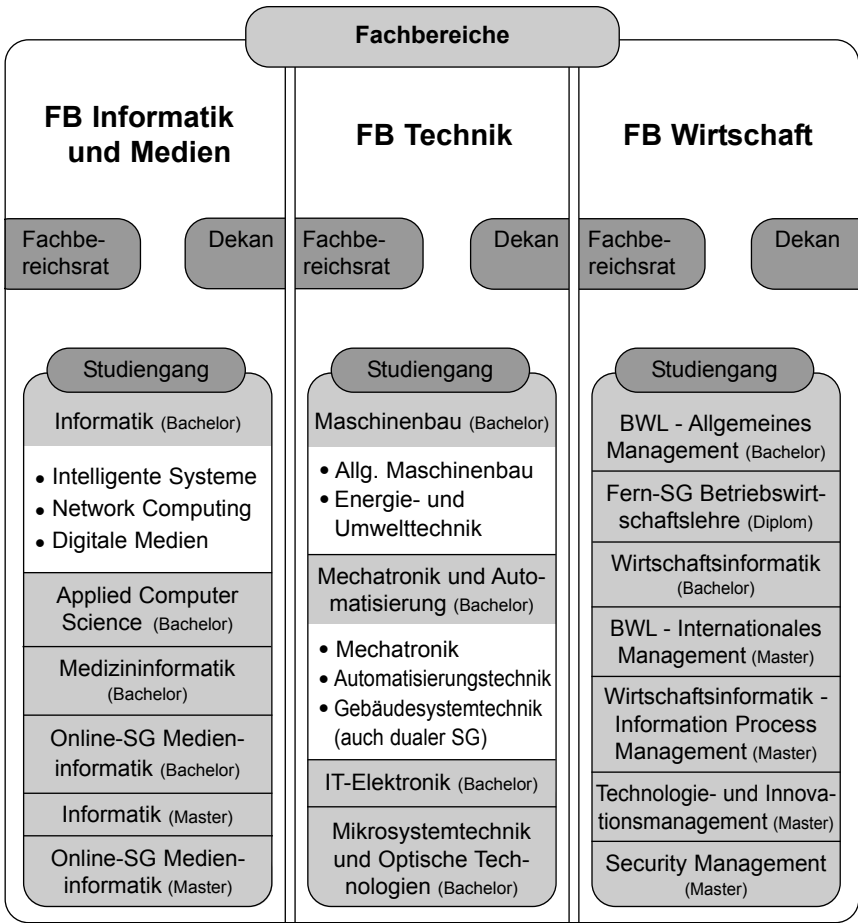 Fachbereiche
FB Informatik
und Medien
Fachbe-
reichsrat
Dekan
Studiengang
Informatik (Bachelor)
• Intelligente Systeme
• Network Computing
• Digitale Medien
Applied Computer
Science (Bachelor)
Medizininformatik
(Bachelor)
Online-SG Medien-
informatik (Bachelor)
Informatik (Master)
Online-SG Medien-
informatik (Master)
FB Technik
Fachbe-
reichsrat
Dekan
Studiengang
Maschinenbau (Bachelor)
• Allg. Maschinenbau
• Energie- und
Umwelttechnik
Mechatronik und Auto-
matisierung (Bachelor)
• Mechatronik
• Automatisierungstechnik
• Gebäudesystemtechnik
(auch dualer SG)
IT-Elektronik (Bachelor)
Mikrosystemtechnik
und Optische Tech-
nologien (Bachelor)
FB Wirtschaft
Fachbe-
reichsrat
Dekan
Studiengang
BWL - Allgemeines
Management (Bachelor)
Fern-SG Betriebswirt-
schaftslehre (Diplom)
Wirtschaftsinformatik
(Bachelor)
BWL - Internationales
Management (Master)
Wirtschaftsinformatik -
Information Process
Management (Master)
Technologie- und Innova-
tionsmanagement (Master)
Security Management
(Master)